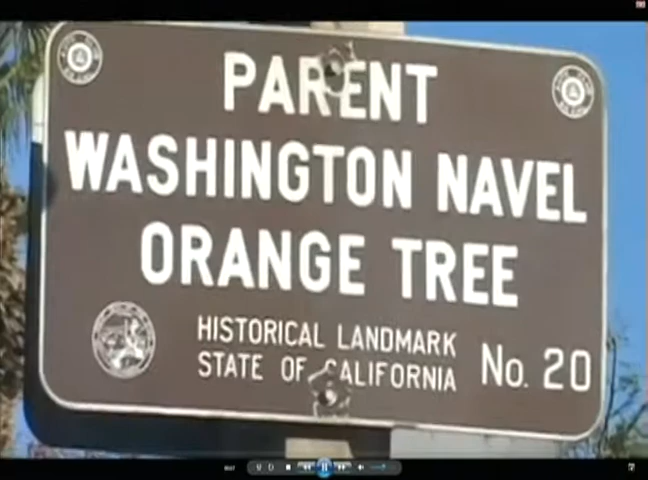 PARENT
WASHINGTON NAVEL
ORANGE TREE
HISTORICAL LANDMARK
STATE OF CALIFORNIA No. 20